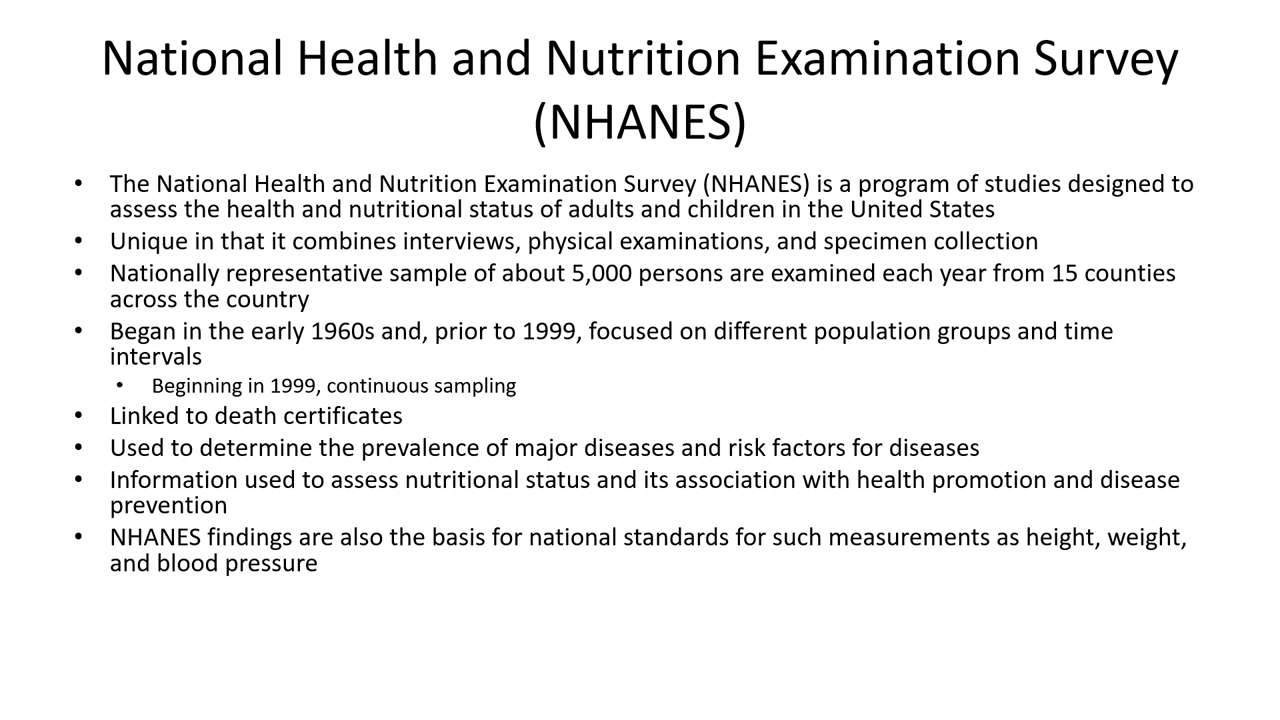 National Health and Nutrition Examination Survey
(NHANES)
• The National Health and Nutrition Examination Survey (NHANES) is a program of studies designed to
assess the health and nutritional status of adults and children in the United States
• Unique in that it combines interviews, physical examinations, and specimen collection
• Nationally representative sample of about 5,000 persons are examined each year from 15 counties
across the country
• Began in the early 1960s and, prior to 1999, focused on different population groups and time
intervals
• Beginning in 1999, continuous sampling
• Linked to death certificates
• Used to determine the prevalence of major diseases and risk factors for diseases
• Information used to assess nutritional status and its association with health promotion and disease
prevention
• NHANES findings are also the basis for national standards for such measurements as height, weight,
and blood pressure